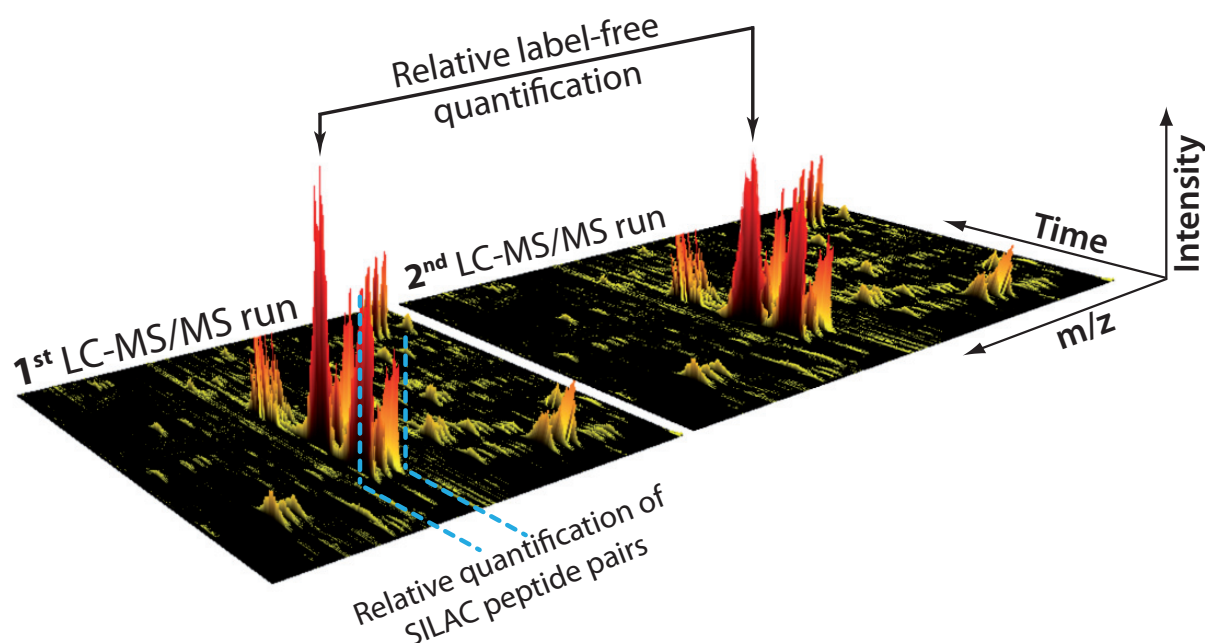 Relative label-free
quantification
Intensity
Time
m/z
2nd LC-MS/MS run
1st LC-MS/MS run
Relative quantification of
SILAC peptide pairs